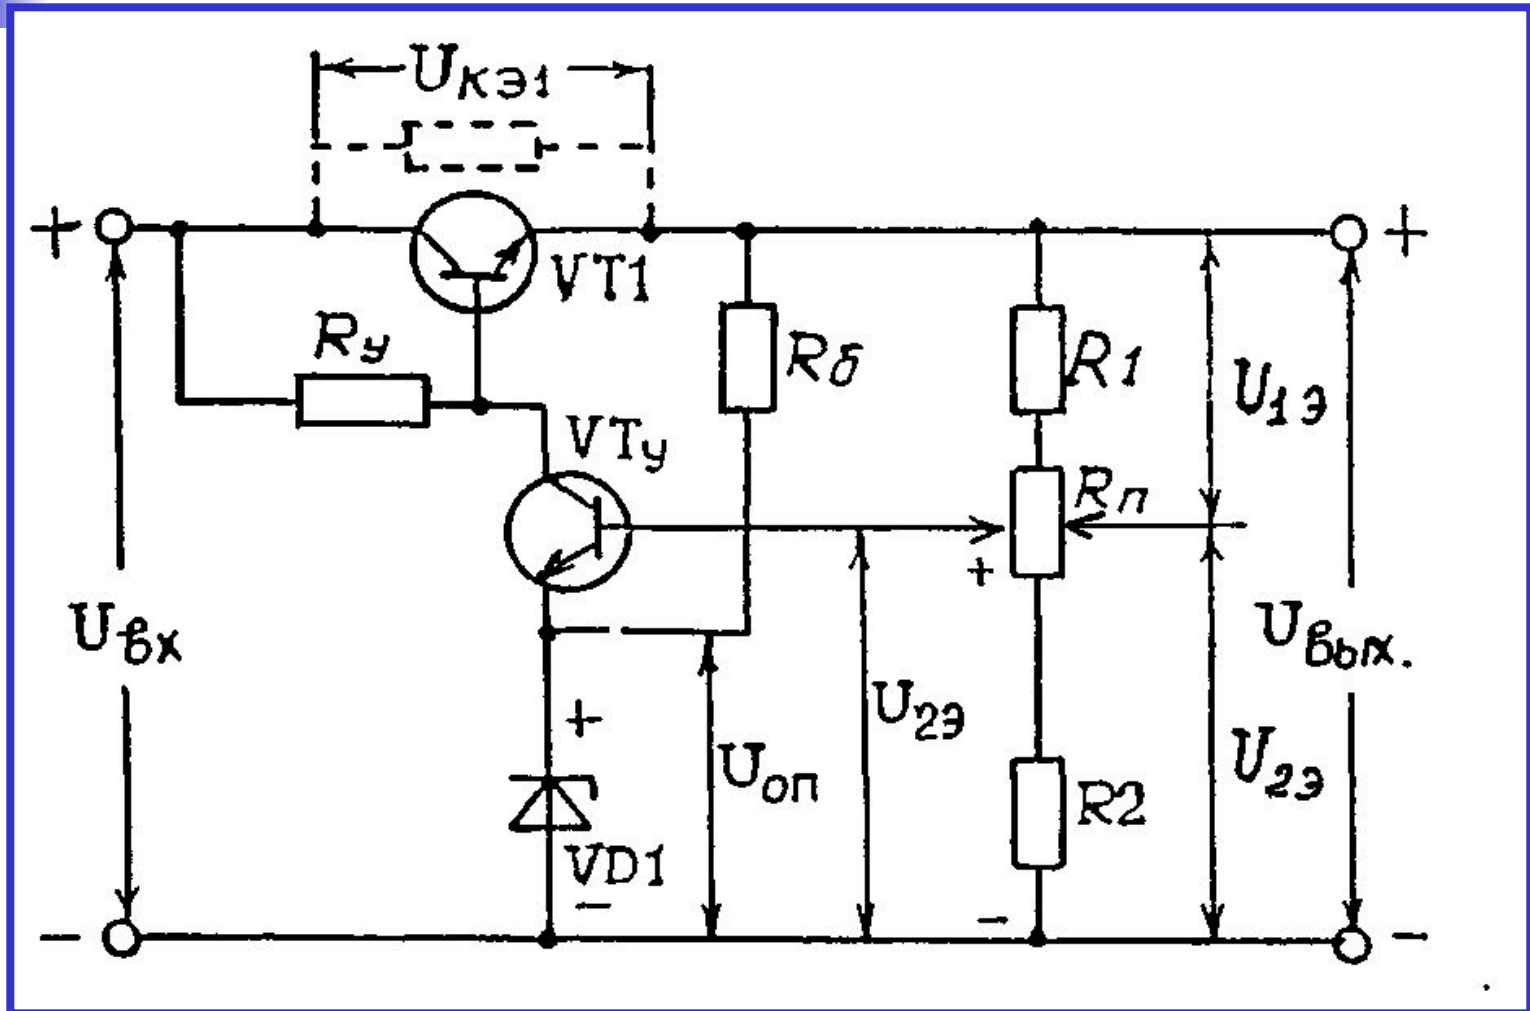 Uкэ1
+
+
VT1
Rу
Rб
R1
U1э
VTу
Rп
+
Uвх
Uвых.
+
U2э
Uоп
U2э
R2
VD1
-
-
-
-